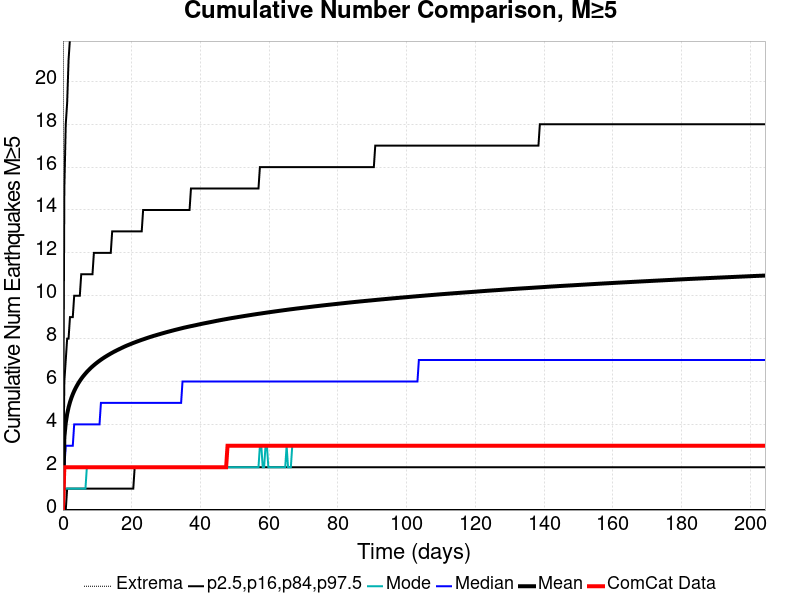 Cumulative Number Comparison, M≥5
Cumulative Num Earthquakes M≥5
20
18
16
14
12
10
8
6
4
2
0
0 20 40 60 80 100 120 140 160 180 200
Time (days)
Extrema p2.5,p16,p84,p97.5 Mode Median Mean ComCat Data